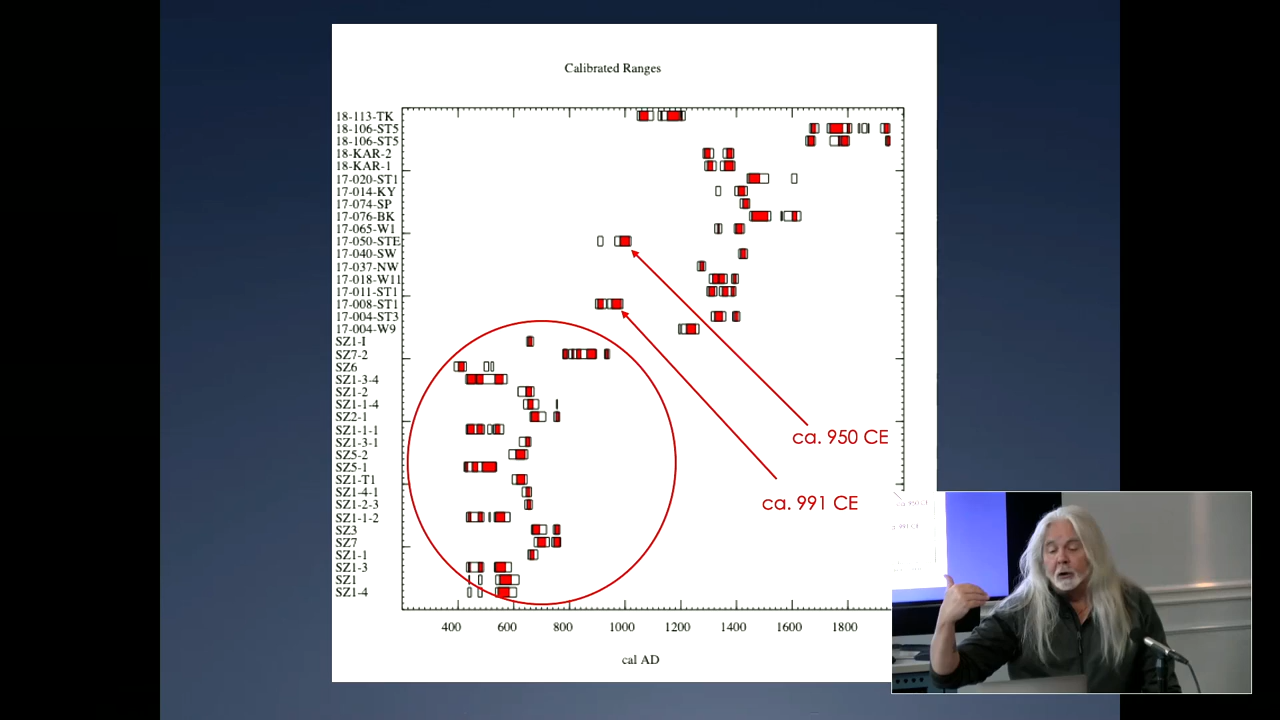 Calibrated Ranges
18-113-TK
18-106-ST5
18-106-ST5
18-KAR-2
18-KAR-1
17-020-ST1
17-014-KY
17-074-SP
17-076-BK
17-065-W1
17-050-STE
17-040-SW
17-037-NW
17-018-W11
17-011-ST1
17-008-ST1
17-004-ST3
17-004-W9
SZ1-I
SZ7-2
SZ6
SZ1-3-4
SZ1-2
SZ1-1-4
SZ2-1
SZ1-1-1
SZ1-3-1
SZ5-2
SZ5-1
SZ1-T1
SZ1-4-1
SZ1-2-3
SZ1-1-2
SZ3
SZ7
SZ1-1
SZ1-3
SZ1
SZ1-4
ca. 950 CE
ca. 991 CE
400 600 800 1000 1200 1400 1600 1800
cal AD